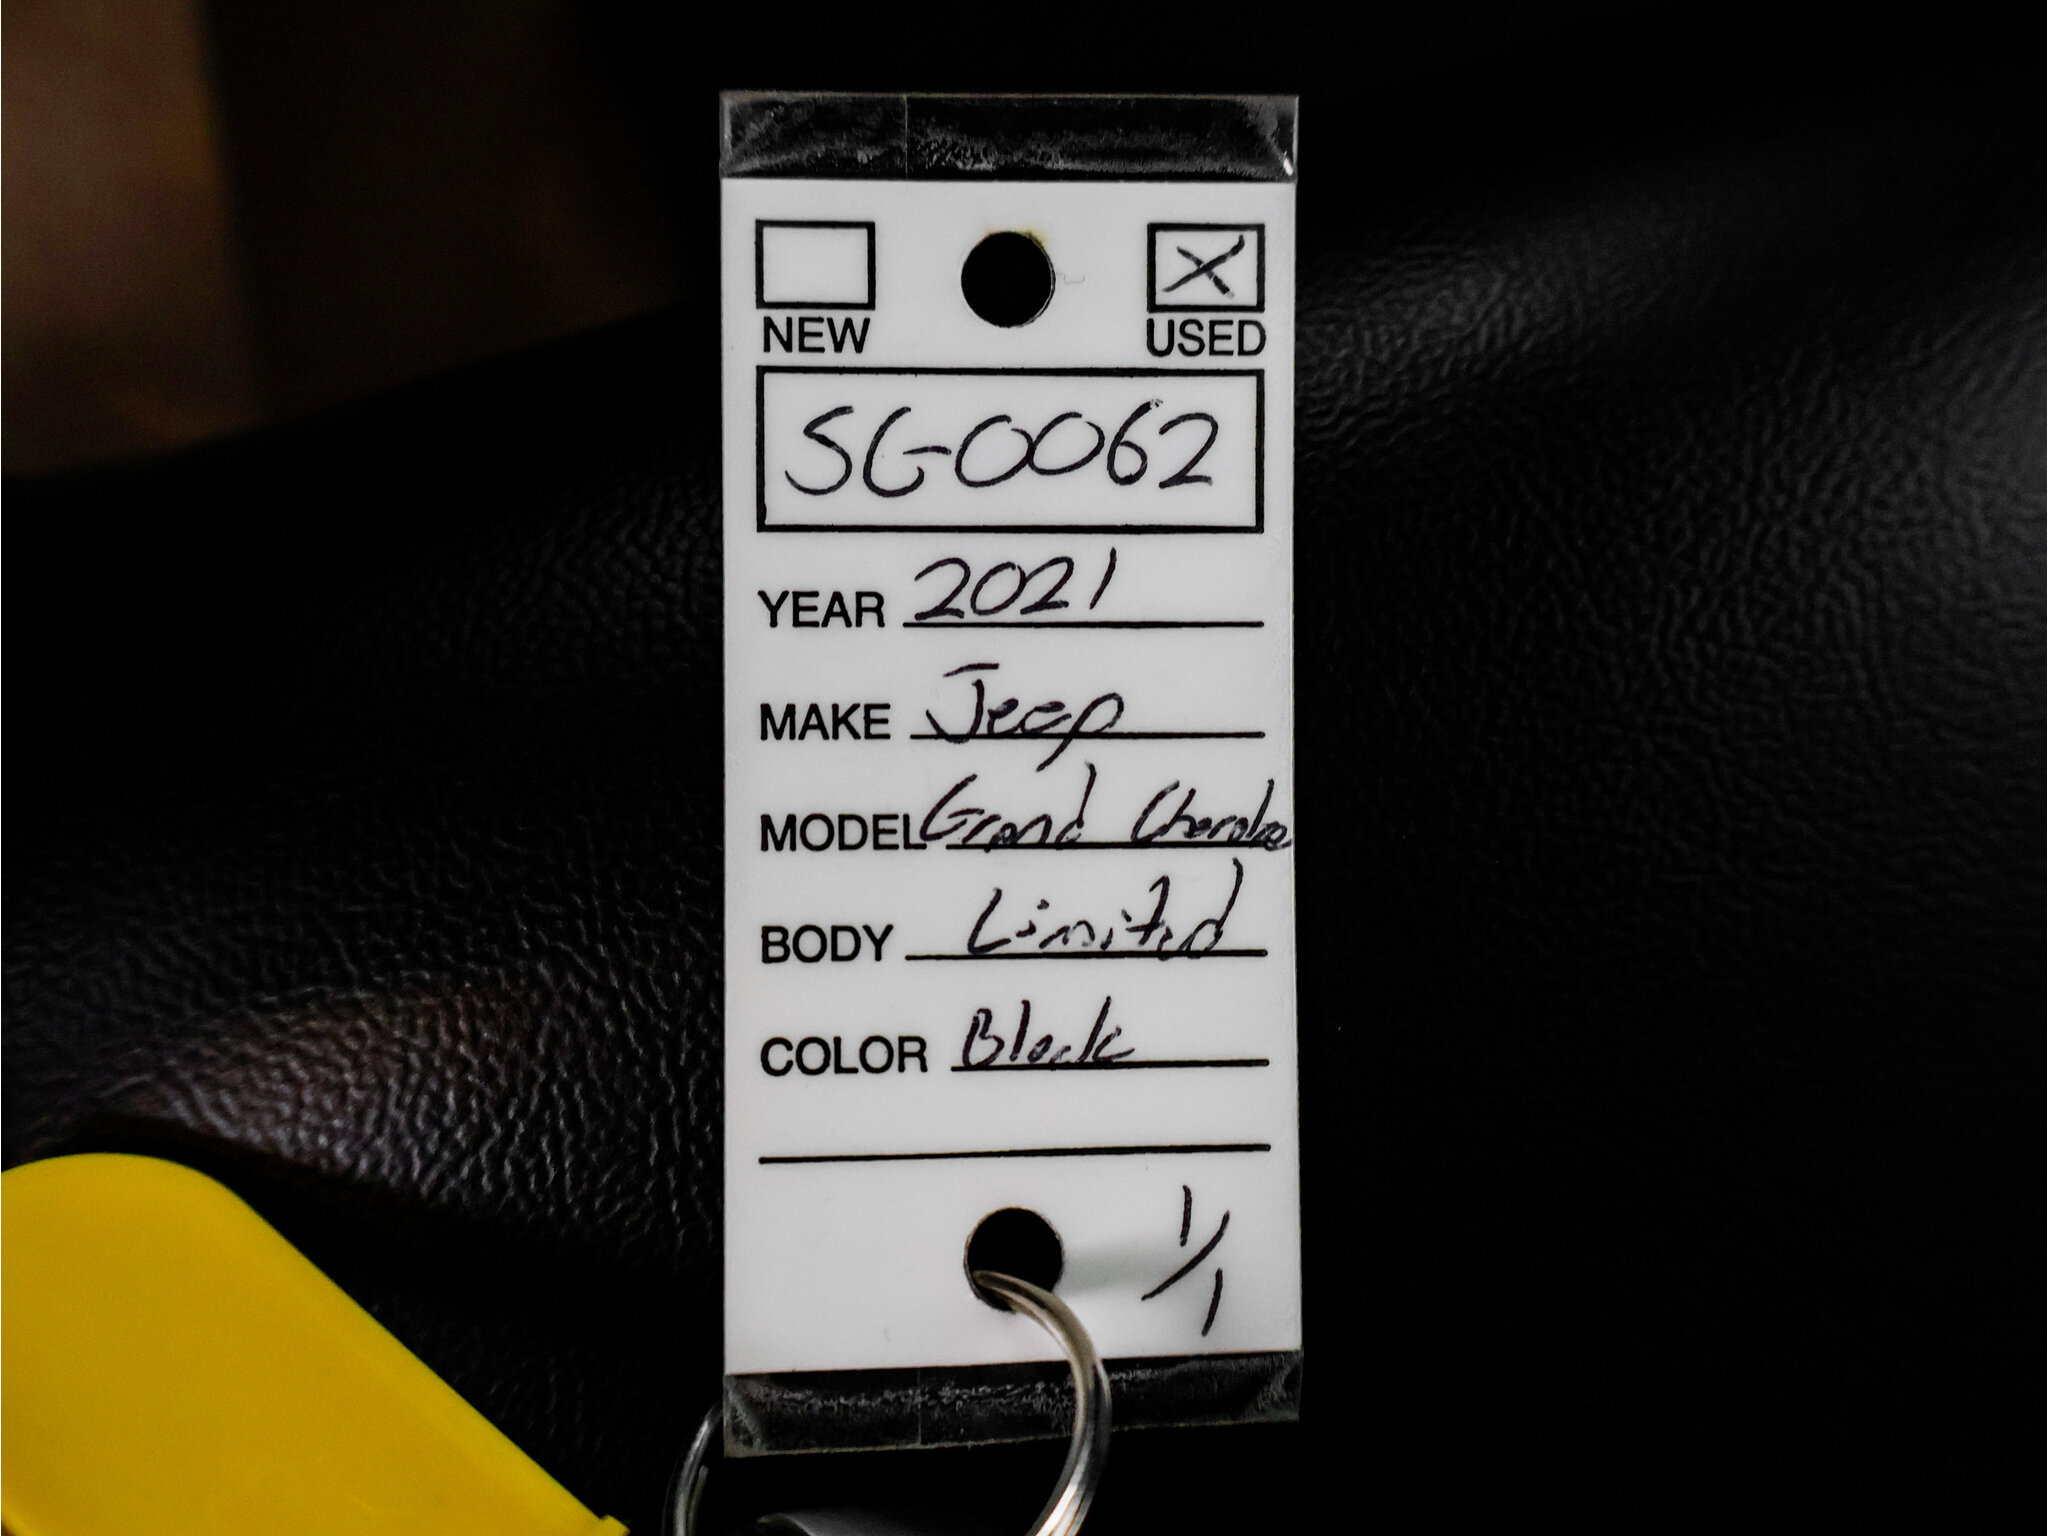 NEW USED
SG-0062
YEAR 2021
MAKE Jeep
MODEL Grand Cherokee
BODY Limited
COLOR Black
1/1